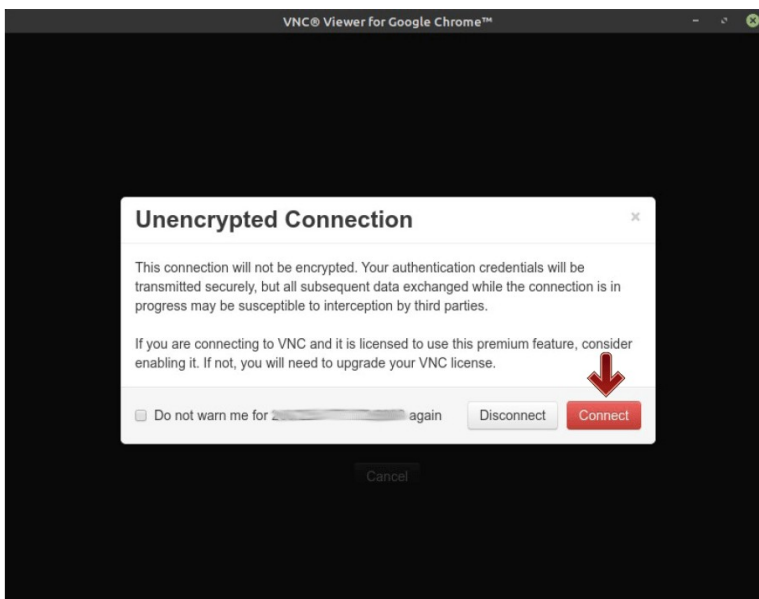 VNC® Viewer for Google Chrome™
Unencrypted Connection
This connection will not be encrypted. Your authentication credentials will be
transmitted securely, but all subsequent data exchanged while the connection is in
progress may be susceptible to interception by third parties.
If you are connecting to VNC and it is licensed to use this premium feature, consider
enabling it. If not, you will need to upgrade your VNC license.
Do not warn me for again Disconnect Connect
Cancel